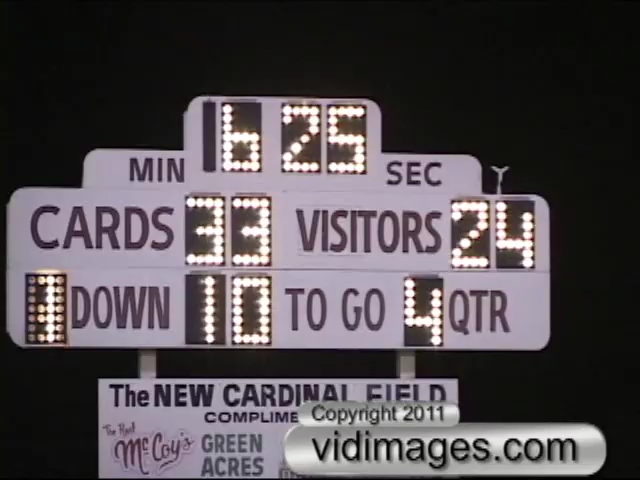 6 25
MIN SEC
CARDS 33 VISITORS 24
1 DOWN 10 TO GO 4 QTR
The NEW CARDINAL FIELD
COMPLIME
The Real McCoy's GREEN ACRES
Copyright 2011
vidimages.com